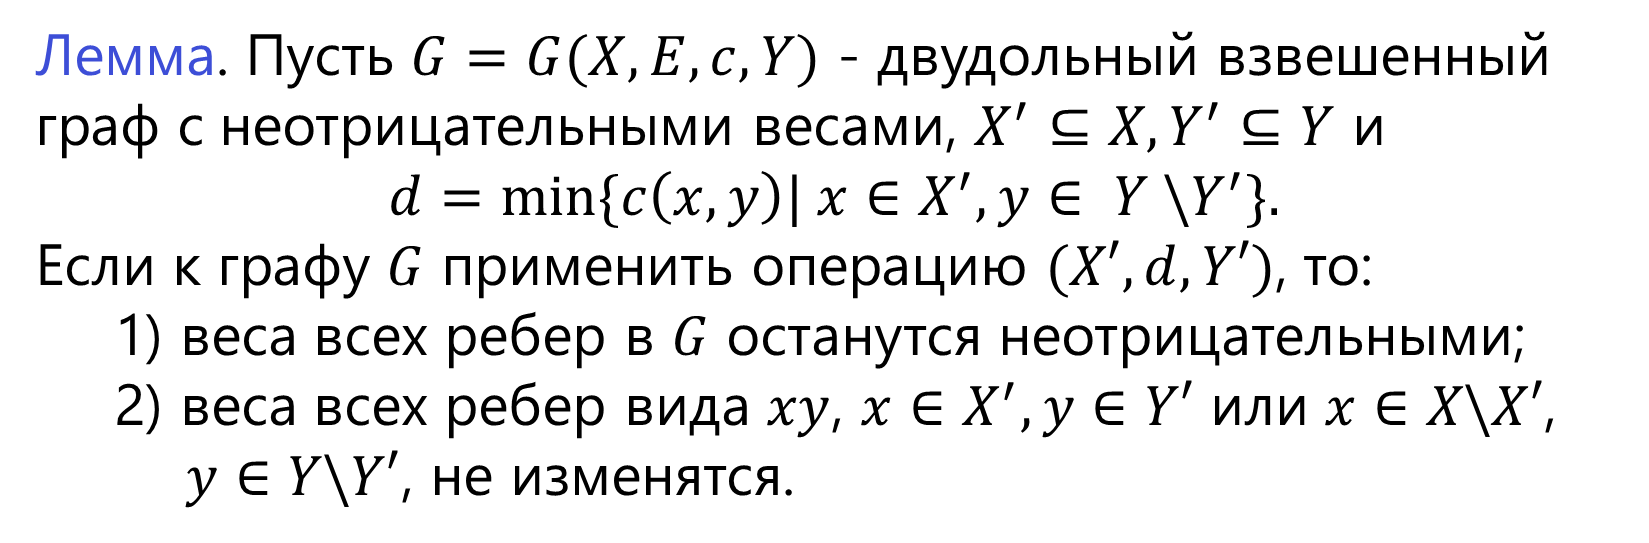 Лемма. Пусть G = G(X, E, c, Y) - двудольный взвешенный
граф с неотрицательными весами, X′ ⊆ X, Y′ ⊆ Y и
d = min{c(x, y)| x ∈ X′, y ∈ Y \Y′}.
Если к графу G применить операцию (X′, d, Y′), то:
1) веса всех ребер в G останутся неотрицательными;
2) веса всех ребер вида xy, x ∈ X′, y ∈ Y′ или x ∈ X\X′,
y ∈ Y\Y′, не изменятся.